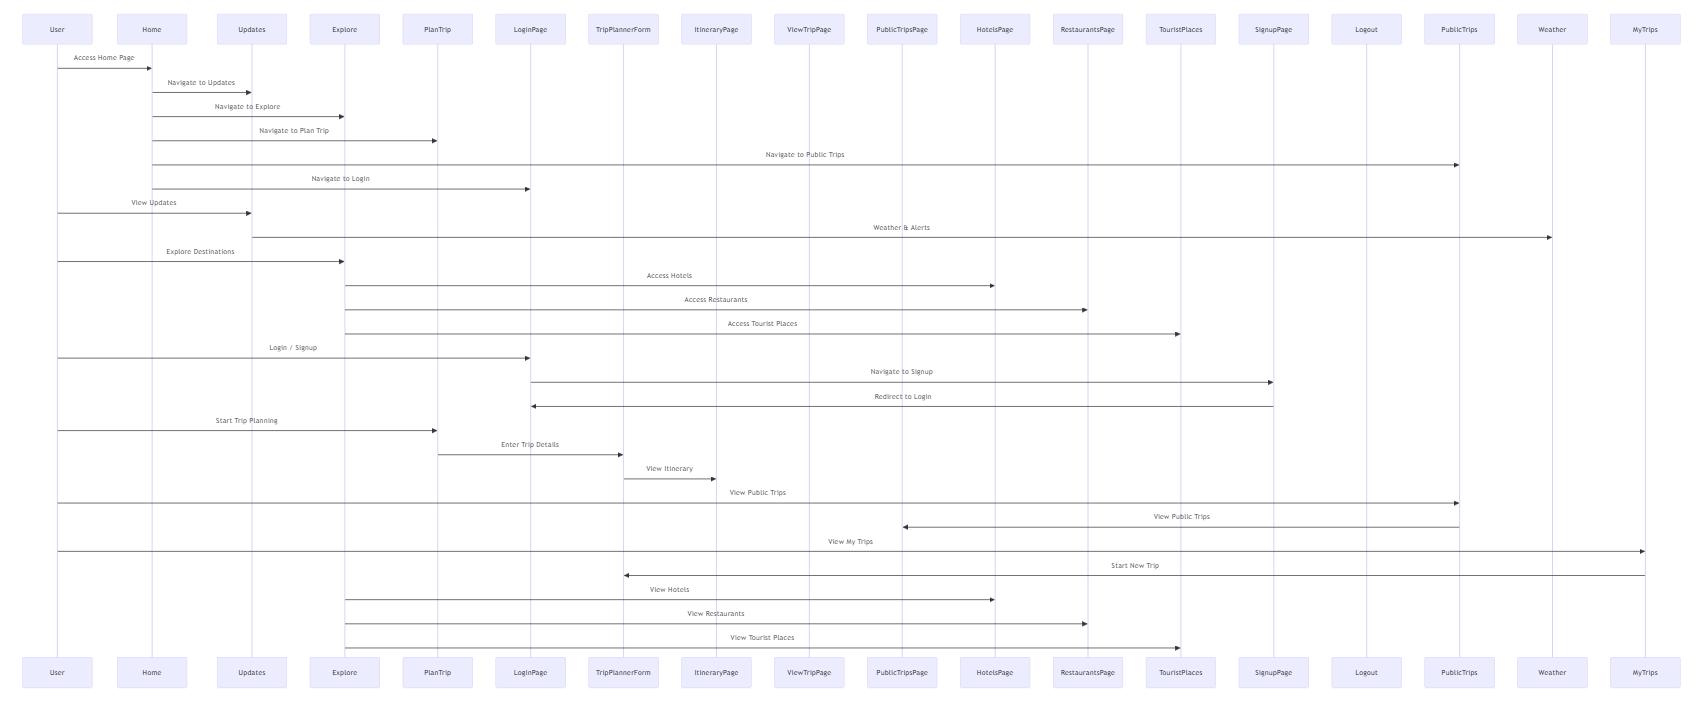 User
Home
Updates
Explore
PlanTrip
LoginPage
TripPlannerForm
ItineraryPage
ViewTripPage
PublicTripsPage
HotelsPage
RestaurantsPage
TouristPlaces
SignupPage
Logout
PublicTrips
Weather
MyTrips
Access Home Page
Navigate to Updates
Navigate to Explore
Navigate to Plan Trip
Navigate to Public Trips
Navigate to Login
View Updates
Weather & Alerts
Explore Destinations
Access Hotels
Access Restaurants
Access Tourist Places
Login / Signup
Navigate to Signup
Redirect to Login
Start Trip Planning
Enter Trip Details
View Itinerary
View Public Trips
View Public Trips
View My Trips
Start New Trip
View Hotels
View Restaurants
View Tourist Places
User
Home
Updates
Explore
PlanTrip
LoginPage
TripPlannerForm
ItineraryPage
ViewTripPage
PublicTripsPage
HotelsPage
RestaurantsPage
TouristPlaces
SignupPage
Logout
PublicTrips
Weather
MyTrips